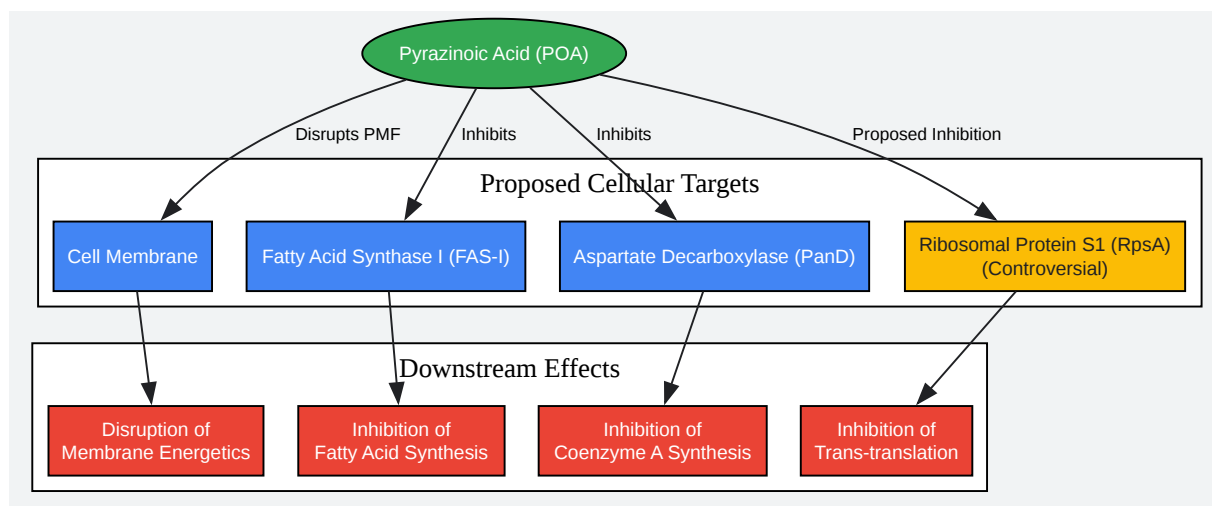 Pyrazinoic Acid (POA)
Disrupts PMF
Inhibits
Inhibits
Proposed Inhibition
Proposed Cellular Targets
Cell Membrane
Fatty Acid Synthase I (FAS-I)
Aspartate Decarboxylase (PanD)
Ribosomal Protein S1 (RpsA)
(Controversial)
Downstream Effects
Disruption of
Membrane Energetics
Inhibition of
Fatty Acid Synthesis
Inhibition of
Coenzyme A Synthesis
Inhibition of
Trans-translation